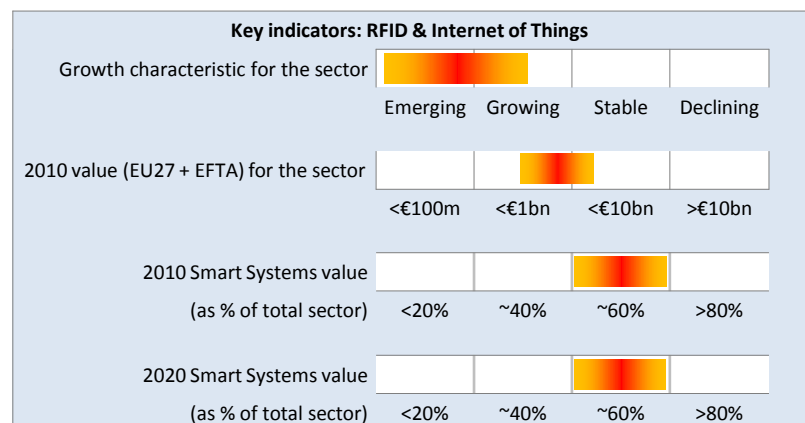 Key indicators: RFID & Internet of Things
Growth characteristic for the sector
Emerging Growing Stable Declining
2010 value (EU27 + EFTA) for the sector
<€100m <€1bn <€10bn >€10bn
2010 Smart Systems value
(as % of total sector) <20% ~40% ~60% >80%
2020 Smart Systems value
(as % of total sector) <20% ~40% ~60% >80%